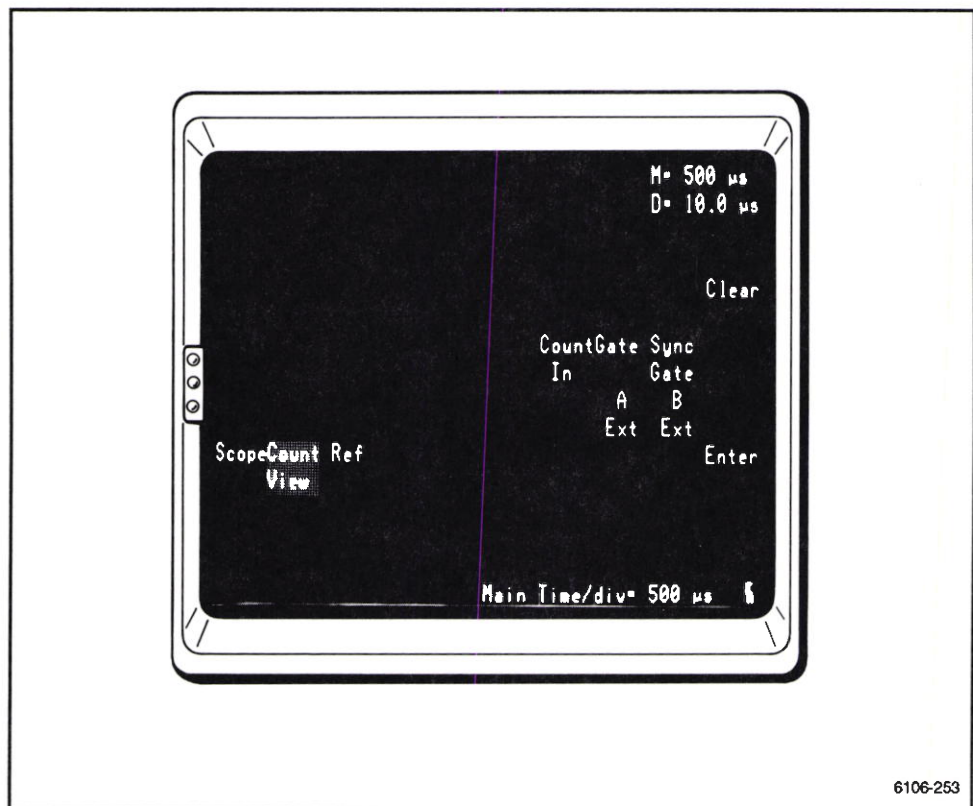 M= 500 µs
D= 10.0 µs
Clear
CountGate Sync
In Gate
A B
Ext Ext
ScopeCount Ref
Enter
View
Main Time/div= 500 µs
6106-253